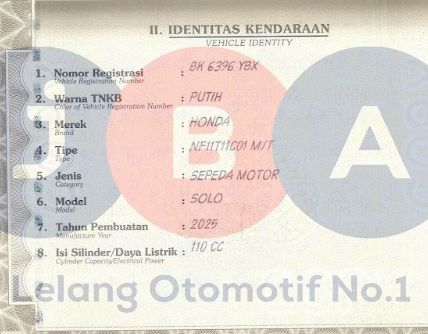 II. IDENTITAS KENDARAAN
VEHICLE IDENTITY
1. Nomor Registrasi : BK 6396 YBX
Vehicle Registration Number
2. Warna TNKB : PUTIH
Color of Vehicle Registration Number
3. Merek : HONDA
Brand
4. Tipe : NF11T11C01 M/T
Type
5. Jenis : SEPEDA MOTOR
Category
6. Model : SOLO
Model
7. Tahun Pembuatan : 2025
Manufacture Year
8. Isi Silinder/Daya Listrik : 110 CC
Cylinder Capacity/Electrical Power
JBA
Lelang Otomotif No.1